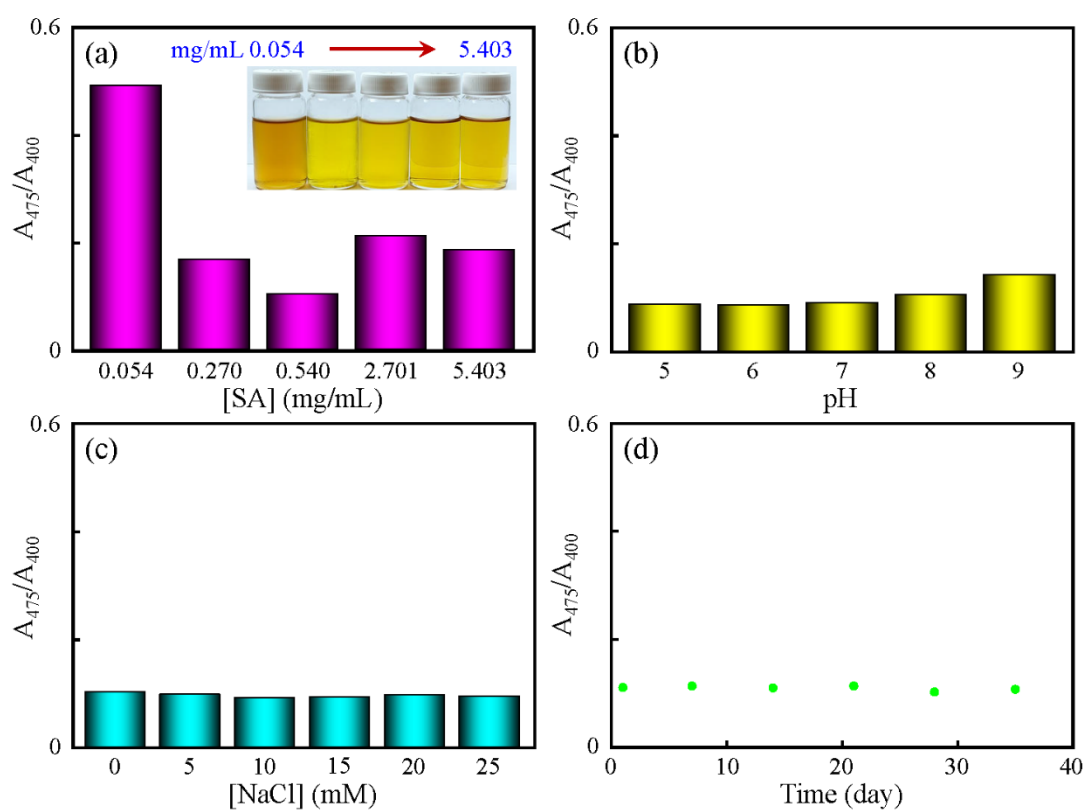 0.6
(a)
mg/mL 0.054
5.403
A475/A400
0
0.054 0.270 0.540 2.701 5.403
[SA] (mg/mL)
0.6
(b)
A475/A400
0
5 6 7 8 9
pH
0.6
(c)
A475/A400
0
0 5 10 15 20 25
[NaCl] (mM)
0.6
(d)
A475/A400
0
0 10 20 30 40
Time (day)